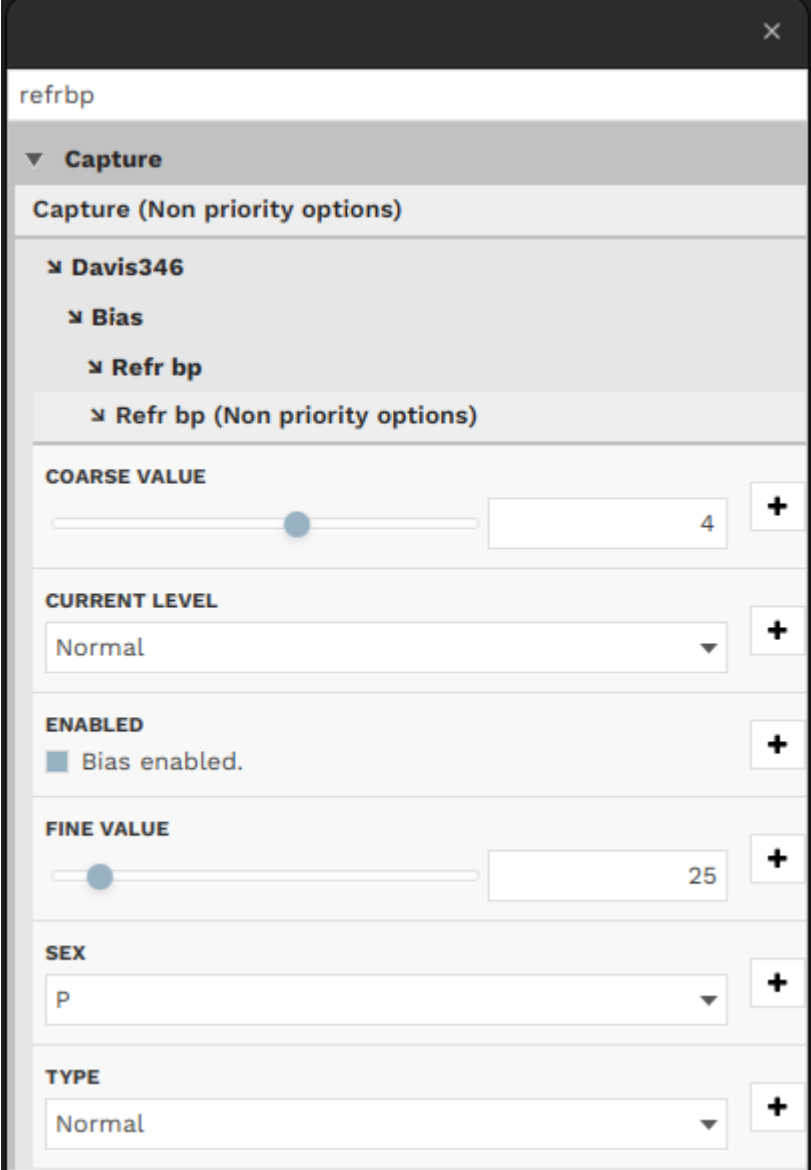 refrbp
Capture
Capture (Non priority options)
Davis346
Bias
Refr bp
Refr bp (Non priority options)
COARSE VALUE
4
CURRENT LEVEL
Normal
ENABLED
Bias enabled.
FINE VALUE
25
SEX
P
TYPE
Normal